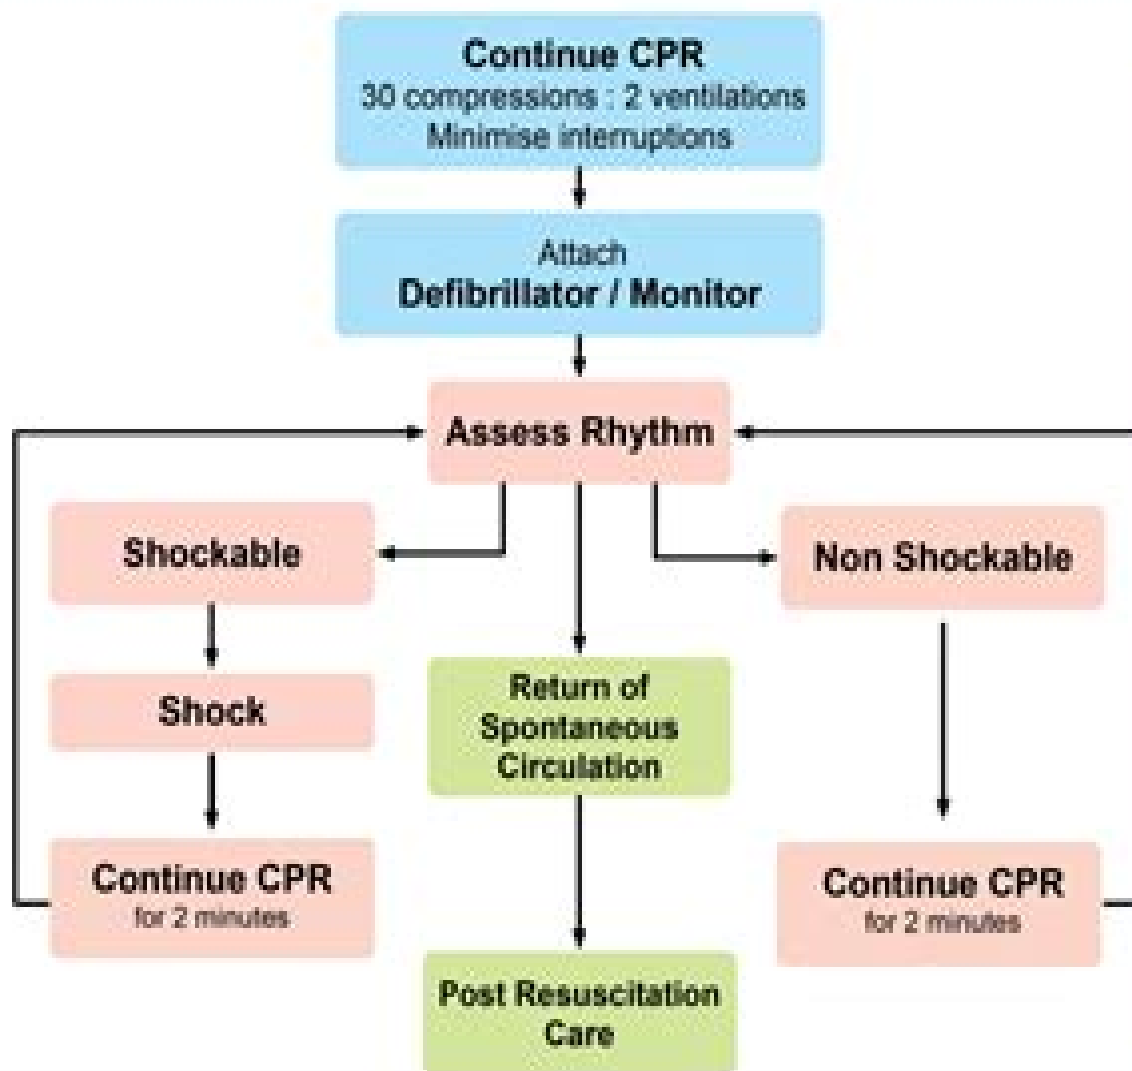 Continue CPR
30 compressions : 2 ventilations
Minimise interruptions
Attach
Defibrillator / Monitor
Assess Rhythm
Shockable
Non Shockable
Shock
Return of
Spontaneous
Circulation
Continue CPR
for 2 minutes
Continue CPR
for 2 minutes
Post Resuscitation
Care